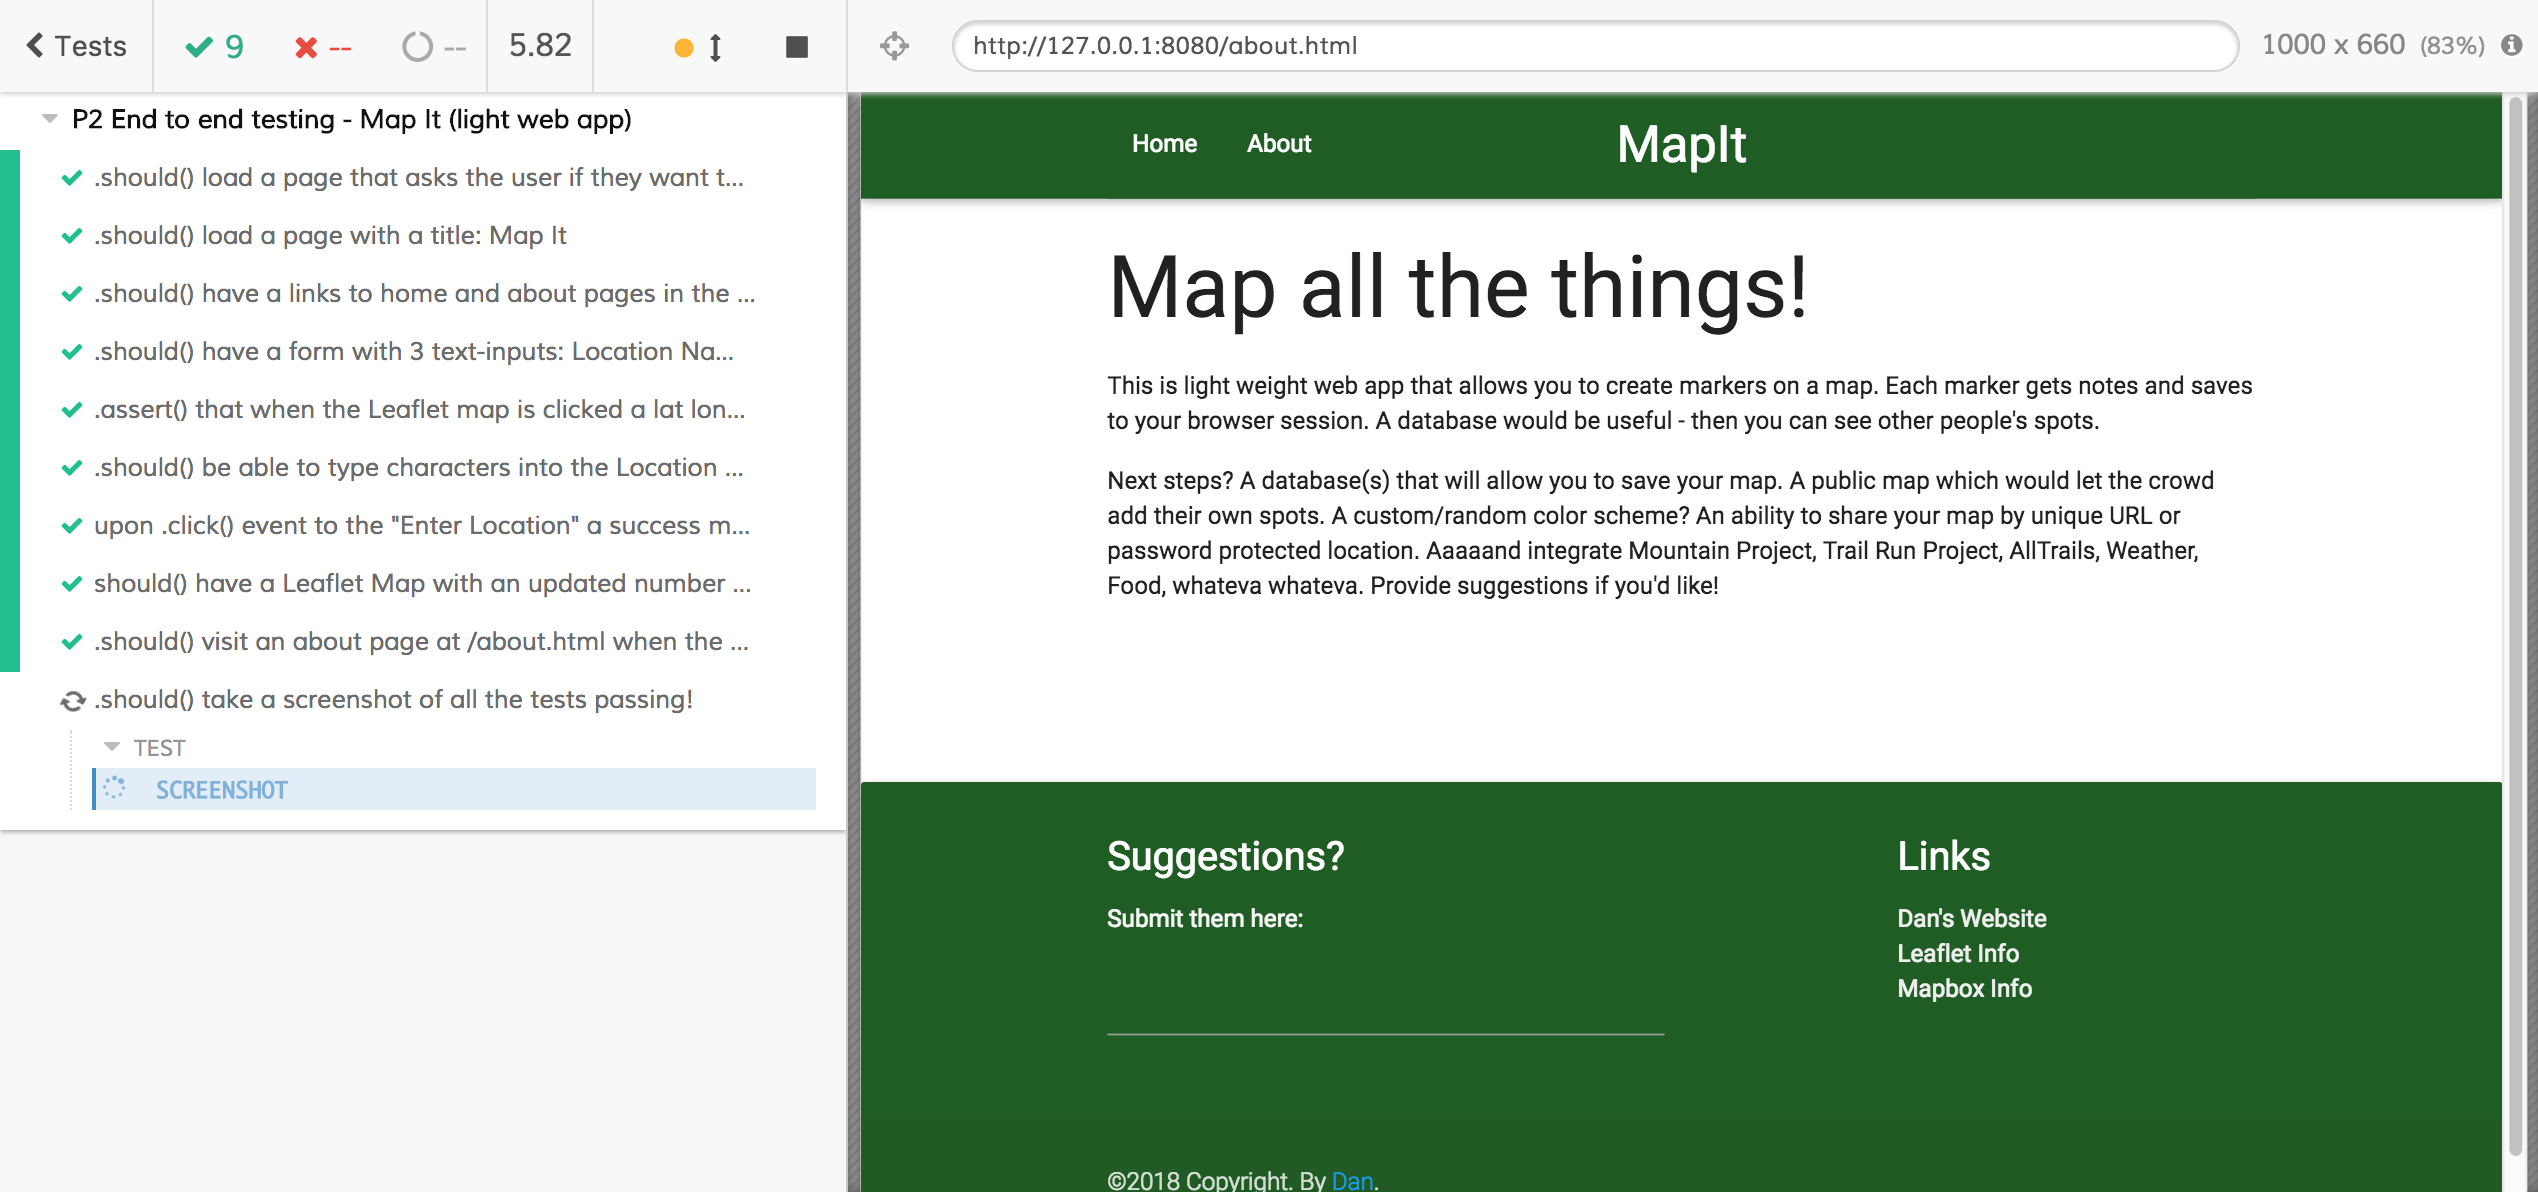 Tests 9 -- -- 5.82
http://127.0.0.1:8080/about.html 1000 x 660 (83%)
P2 End to end testing - Map It (light web app)
.should() load a page that asks the user if they want t...
.should() load a page with a title: Map It
.should() have a links to home and about pages in the ...
.should() have a form with 3 text-inputs: Location Na...
.assert() that when the Leaflet map is clicked a lat lon...
.should() be able to type characters into the Location ...
upon .click() event to the "Enter Location" a success m...
should() have a Leaflet Map with an updated number ...
.should() visit an about page at /about.html when the ...
.should() take a screenshot of all the tests passing!
TEST
SCREENSHOT
Home About MapIt
Map all the things!
This is light weight web app that allows you to create markers on a map. Each marker gets notes and saves
to your browser session. A database would be useful - then you can see other people's spots.
Next steps? A database(s) that will allow you to save your map. A public map which would let the crowd
add their own spots. A custom/random color scheme? An ability to share your map by unique URL or
password protected location. Aaaaand integrate Mountain Project, Trail Run Project, AllTrails, Weather,
Food, whateva whateva. Provide suggestions if you'd like!
Suggestions?
Submit them here:
Links
Dan's Website
Leaflet Info
Mapbox Info
©2018 Copyright. By Dan.